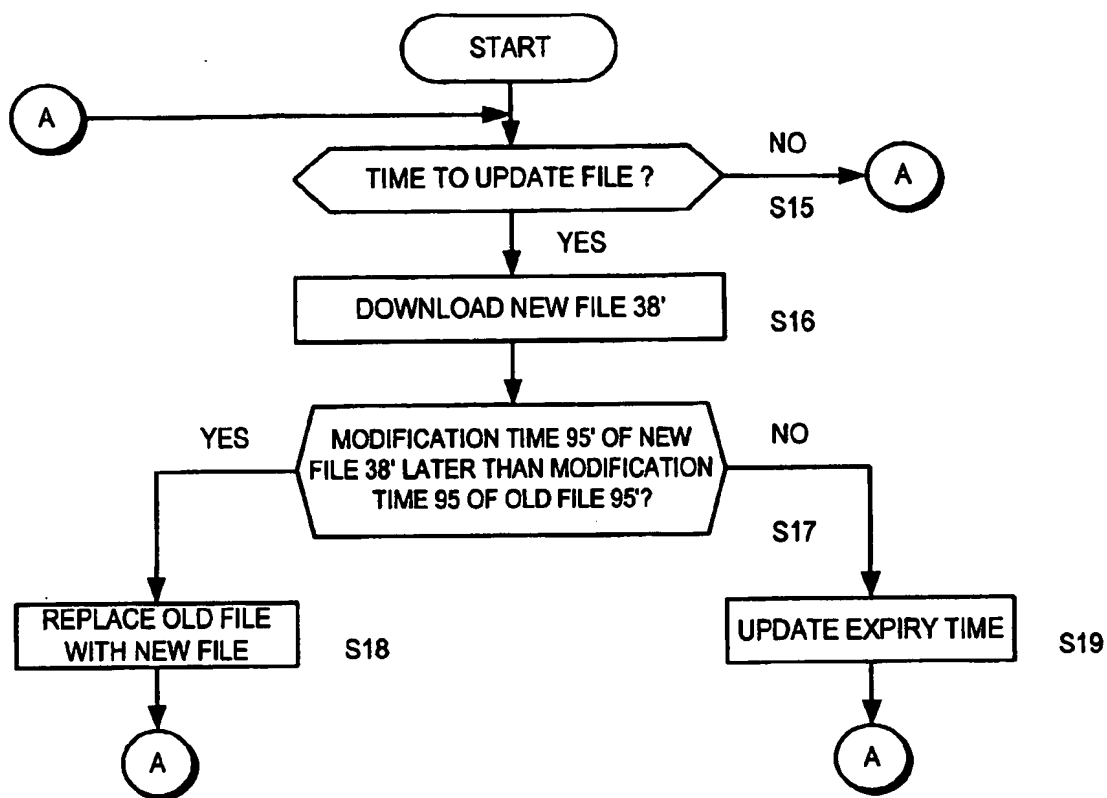 START
A
NO
TIME TO UPDATE FILE ?
A
S15
YES
DOWNLOAD NEW FILE 38'
S16
YES
MODIFICATION TIME 95' OF NEW
FILE 38' LATER THAN MODIFICATION
TIME 95 OF OLD FILE 95'?
NO
S17
REPLACE OLD FILE
WITH NEW FILE
S18
UPDATE EXPIRY TIME
S19
A
A